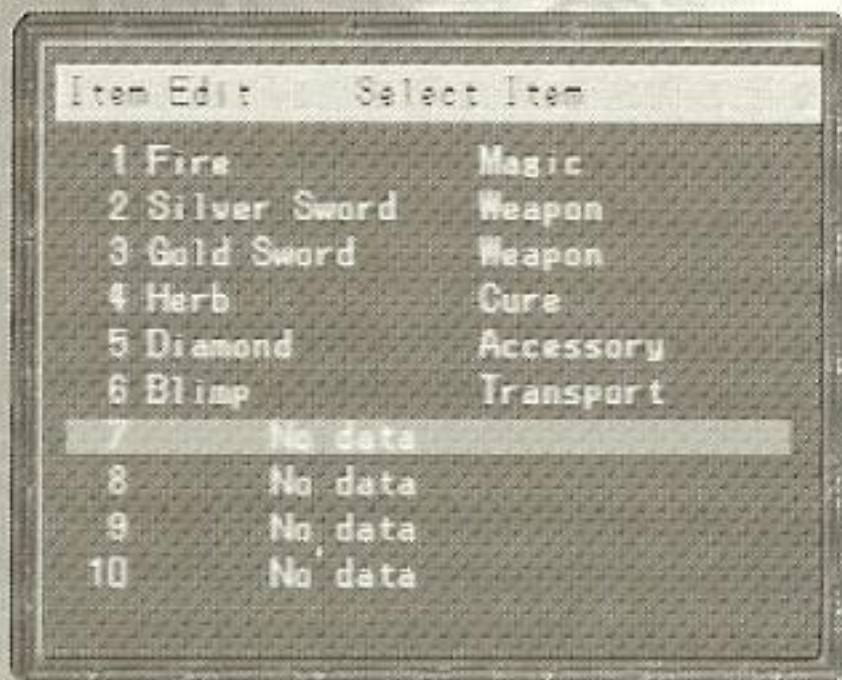 Item Edit Select Item
1 Fire Magic
2 Silver Sword Weapon
3 Gold Sword Weapon
4 Herb Cure
5 Diamond Accessory
6 Blimp Transport
7 No data
8 No data
9 No data
10 No data